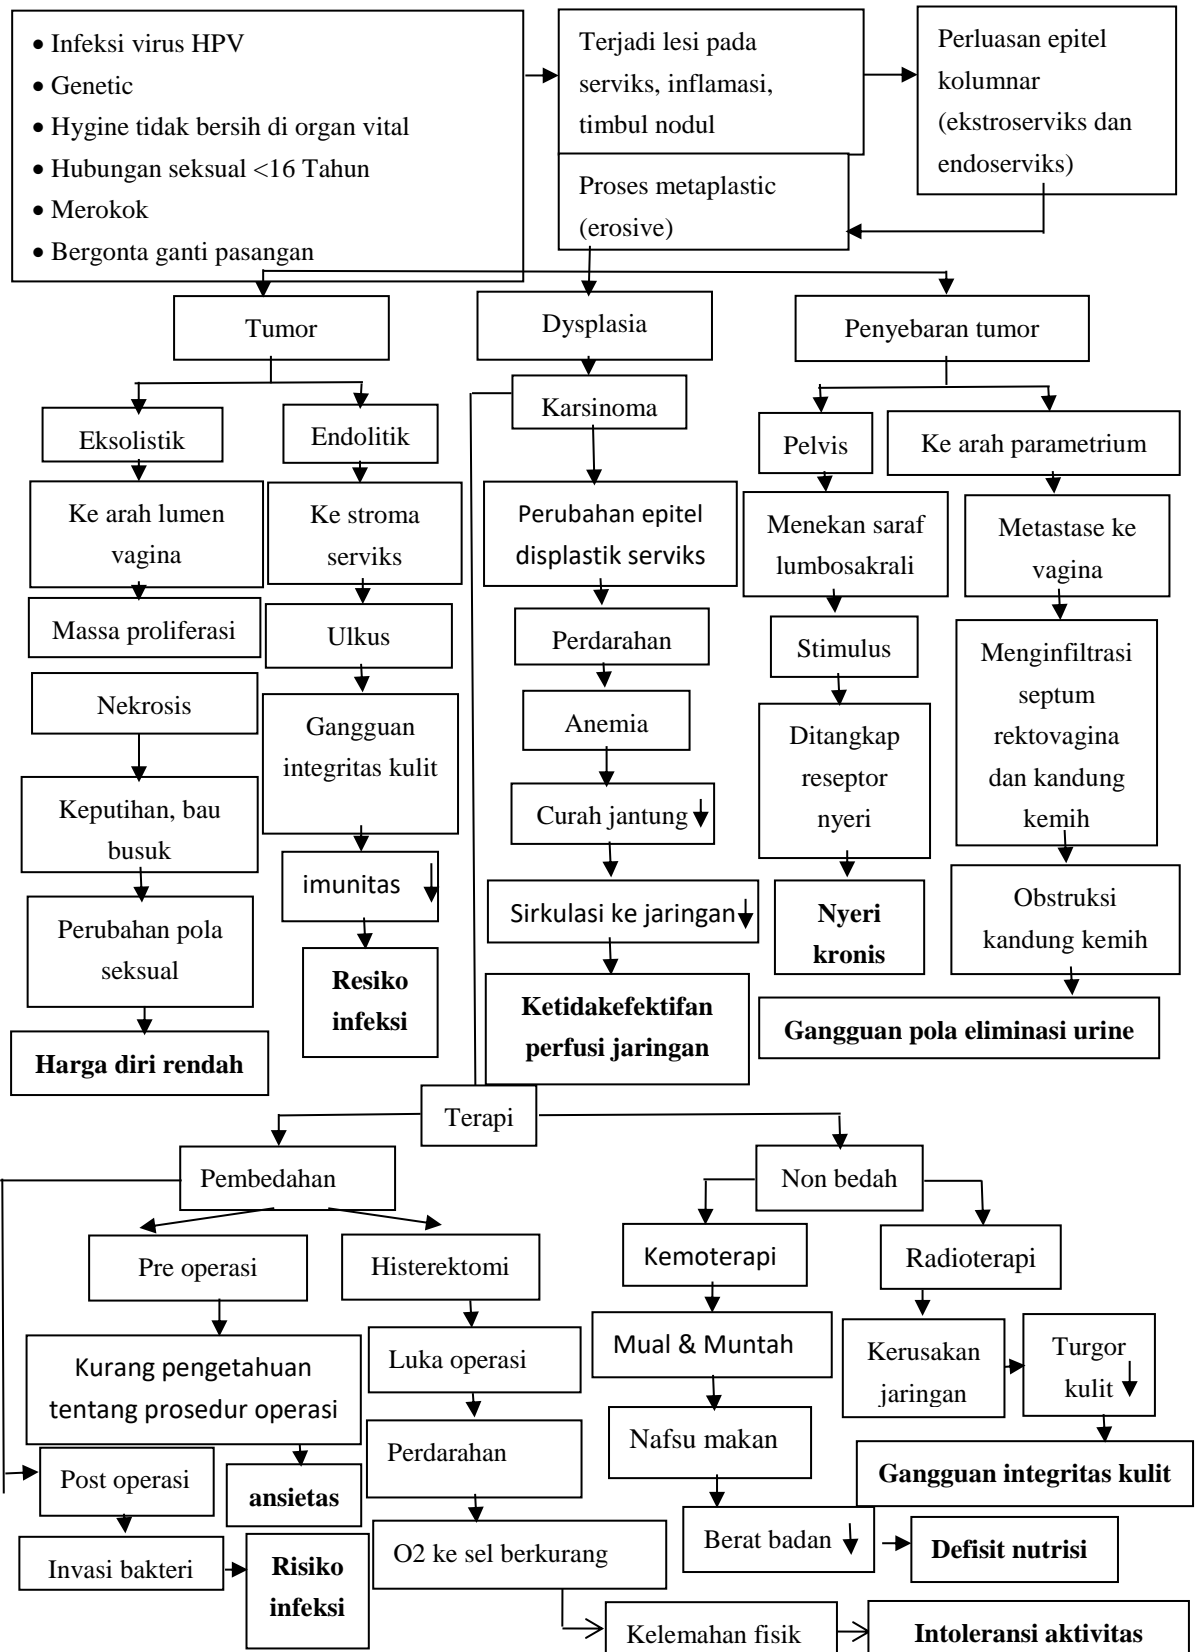 • Infeksi virus HPV
• Genetic
• Hygine tidak bersih di organ vital
• Hubungan seksual <16 Tahun
• Merokok
• Bergonta ganti pasangan
Terjadi lesi pada
serviks, inflamasi,
timbul nodul
Perluasan epitel
kolumnar
(ekstroserviks dan
endoserviks)
Proses metaplastic
(erosive)
Tumor
Dysplasia
Penyebaran tumor
Eksolistik
Endolitik
Karsinoma
Pelvis
Ke arah parametrium
Ke arah lumen
vagina
Ke stroma
serviks
Perubahan epitel
displastik serviks
Menekan saraf
lumbosakrali
Metastase ke
vagina
Massa proliferasi
Ulkus
Perdarahan
Stimulus
Menginfiltrasi
septum
rektovagina
dan kandung
kemih
Nekrosis
Gangguan
integritas kulit
Anemia
Ditangkap
reseptor
nyeri
Keputihan, bau
busuk
Curah jantung
imunitas
Sirkulasi ke jaringan
Nyeri
kronis
Obstruksi
kandung kemih
Perubahan pola
seksual
Resiko
infeksi
Ketidakefektifan
perfusi jaringan
Gangguan pola eliminasi urine
Harga diri rendah
Terapi
Pembedahan
Non bedah
Pre operasi
Histerektomi
Kemoterapi
Radioterapi
Kurang pengetahuan
tentang prosedur operasi
Luka operasi
Mual & Muntah
Kerusakan
jaringan
Turgor
kulit
Perdarahan
Nafsu makan
Gangguan integritas kulit
Post operasi
ansietas
Berat badan
Defisit nutrisi
Invasi bakteri
Risiko
infeksi
O2 ke sel berkurang
Kelemahan fisik
Intoleransi aktivitas